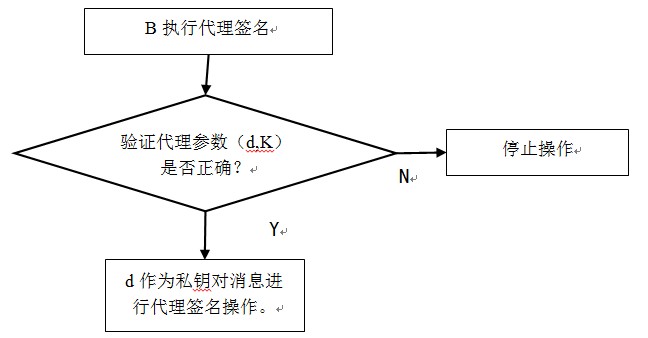 B 执行代理签名
验证代理参数（d,K）
是否正确？
停止操作
N
Y
d 作为私钥对消息进
行代理签名操作。